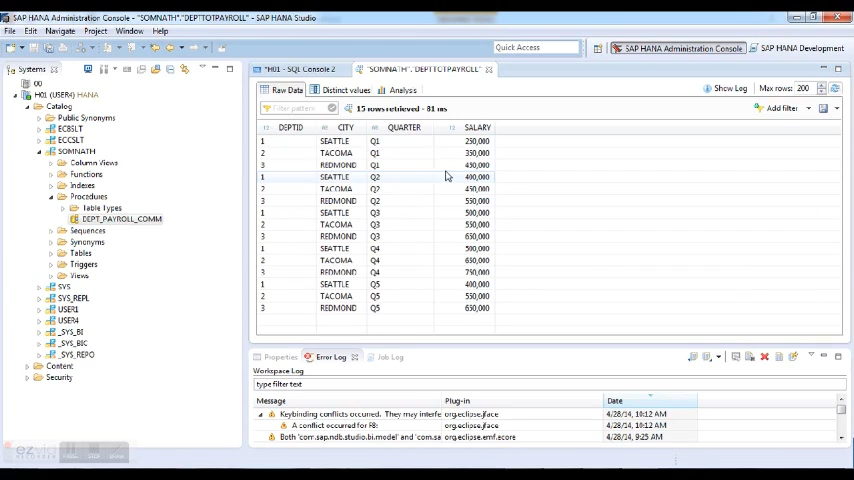 SAP HANA Administration Console - "SOMNATH"."DEPTTOTPAYROLL" - SAP HANA Studio
File Edit Navigate Project Window Help
Quick Access
SAP HANA Administration Console
SAP HANA Development
Systems
00
H01 (USER4) HANA
Catalog
Public Synonyms
EC8SLT
ECCSLT
SOMNATH
Column Views
Functions
Indexes
Procedures
Table Types
DEPT_PAYROLL_COMM
Sequences
Synonyms
Tables
Triggers
Views
SYS
SYS_REPL
USER1
USER4
_SYS_BI
_SYS_BIC
_SYS_REPO
Content
Security
*H01 - SQL Console 2
"SOMNATH"."DEPTTOTPAYROLL"
Raw Data Distinct values Analysis
Show Log Max rows: 200
Filter pattern 15 rows retrieved - 81 ms
Add filter
DEPTID CITY QUARTER SALARY
1 SEATTLE Q1 250,000
2 TACOMA Q1 350,000
3 REDMOND Q1 450,000
1 SEATTLE Q2 400,000
2 TACOMA Q2 450,000
3 REDMOND Q2 550,000
1 SEATTLE Q3 500,000
2 TACOMA Q3 550,000
3 REDMOND Q3 650,000
1 SEATTLE Q4 500,000
2 TACOMA Q4 650,000
3 REDMOND Q4 750,000
1 SEATTLE Q5 400,000
2 TACOMA Q5 550,000
3 REDMOND Q5 650,000
Properties Error Log Job Log
Workspace Log
type filter text
Message Plug-in Date
Keybinding conflicts occurred. They may interfe org.eclipse.jface 4/28/14, 10:12 AM
A conflict occurred for F8: org.eclipse.jface 4/28/14, 10:12 AM
Both 'com.sap.ndb.studio.bi.model' and 'com.sa org.eclipse.emf.ecore 4/28/14, 9:25 AM
ezvid
RECORDER